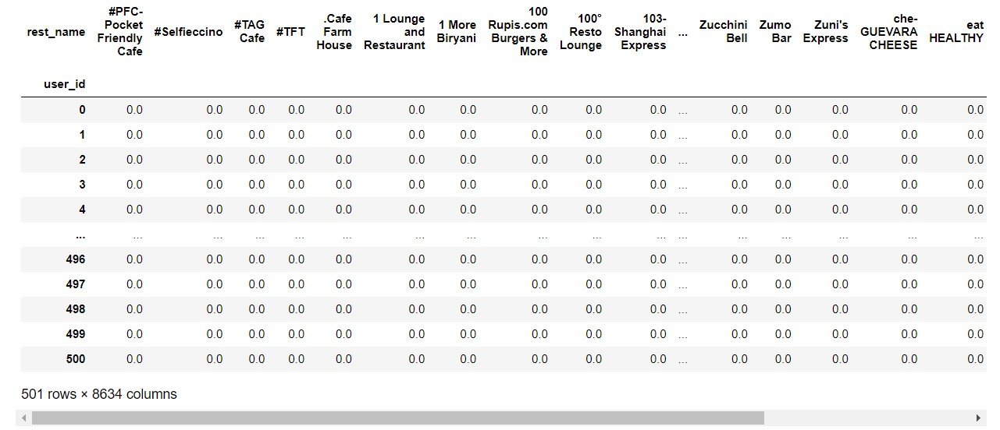 rest_name #PFC-Pocket Friendly Cafe #Selfieccino #TAG Cafe #TFT .Cafe Farm House 1 Lounge and Restaurant 1 More Biryani 100 Rupis.com Burgers & More 100° Resto Lounge 103-Shanghai Express ... Zucchini Bell Zumo Bar Zuni's Express che-GUEVARA CHEESE eat HEALTHY
user_id
0 0.0 0.0 0.0 0.0 0.0 0.0 0.0 0.0 0.0 0.0 ... 0.0 0.0 0.0 0.0 0.0
1 0.0 0.0 0.0 0.0 0.0 0.0 0.0 0.0 0.0 0.0 ... 0.0 0.0 0.0 0.0 0.0
2 0.0 0.0 0.0 0.0 0.0 0.0 0.0 0.0 0.0 0.0 ... 0.0 0.0 0.0 0.0 0.0
3 0.0 0.0 0.0 0.0 0.0 0.0 0.0 0.0 0.0 0.0 ... 0.0 0.0 0.0 0.0 0.0
4 0.0 0.0 0.0 0.0 0.0 0.0 0.0 0.0 0.0 0.0 ... 0.0 0.0 0.0 0.0 0.0
... ... ... ... ... ... ... ... ... ... ... ... ... ... ... ... ...
496 0.0 0.0 0.0 0.0 0.0 0.0 0.0 0.0 0.0 0.0 ... 0.0 0.0 0.0 0.0 0.0
497 0.0 0.0 0.0 0.0 0.0 0.0 0.0 0.0 0.0 0.0 ... 0.0 0.0 0.0 0.0 0.0
498 0.0 0.0 0.0 0.0 0.0 0.0 0.0 0.0 0.0 0.0 ... 0.0 0.0 0.0 0.0 0.0
499 0.0 0.0 0.0 0.0 0.0 0.0 0.0 0.0 0.0 0.0 ... 0.0 0.0 0.0 0.0 0.0
500 0.0 0.0 0.0 0.0 0.0 0.0 0.0 0.0 0.0 0.0 ... 0.0 0.0 0.0 0.0 0.0
501 rows × 8634 columns